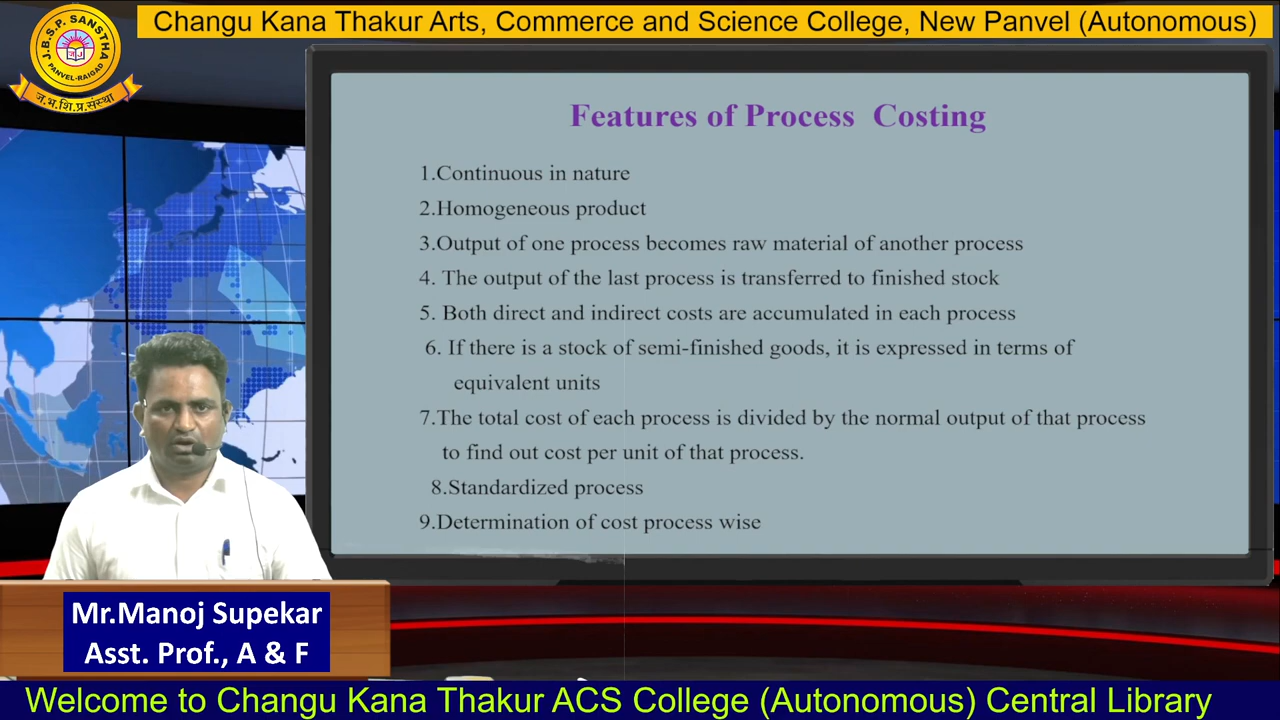 Changu Kana Thakur Arts, Commerce and Science College, New Panvel (Autonomous)
J.B.S.P. SANSTHA
PANVEL-RAIGAD
ज.भ.शि.प्र.संस्था
Features of Process Costing
1.Continuous in nature
2.Homogeneous product
3.Output of one process becomes raw material of another process
4. The output of the last process is transferred to finished stock
5. Both direct and indirect costs are accumulated in each process
6. If there is a stock of semi-finished goods, it is expressed in terms of
equivalent units
7.The total cost of each process is divided by the normal output of that process
to find out cost per unit of that process.
8.Standardized process
9.Determination of cost process wise
Mr.Manoj Supekar
Asst. Prof., A & F
Welcome to Changu Kana Thakur ACS College (Autonomous) Central Library